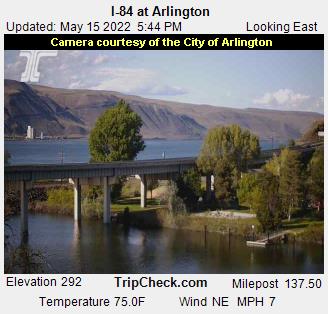 I-84 at Arlington
Updated: May 15 2022 5:44 PM Looking East
Camera courtesy of the City of Arlington
Elevation 292 TripCheck.com Milepost 137.50
Temperature 75.0F Wind NE MPH 7